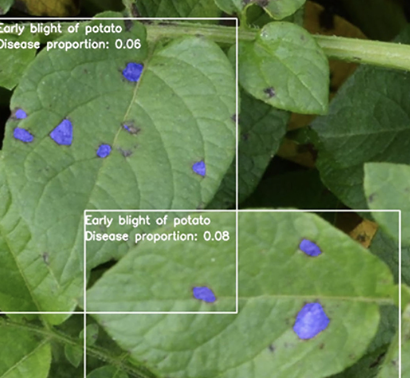 Early blight of potato
Disease proportion: 0.06
Early blight of potato
Disease proportion: 0.08